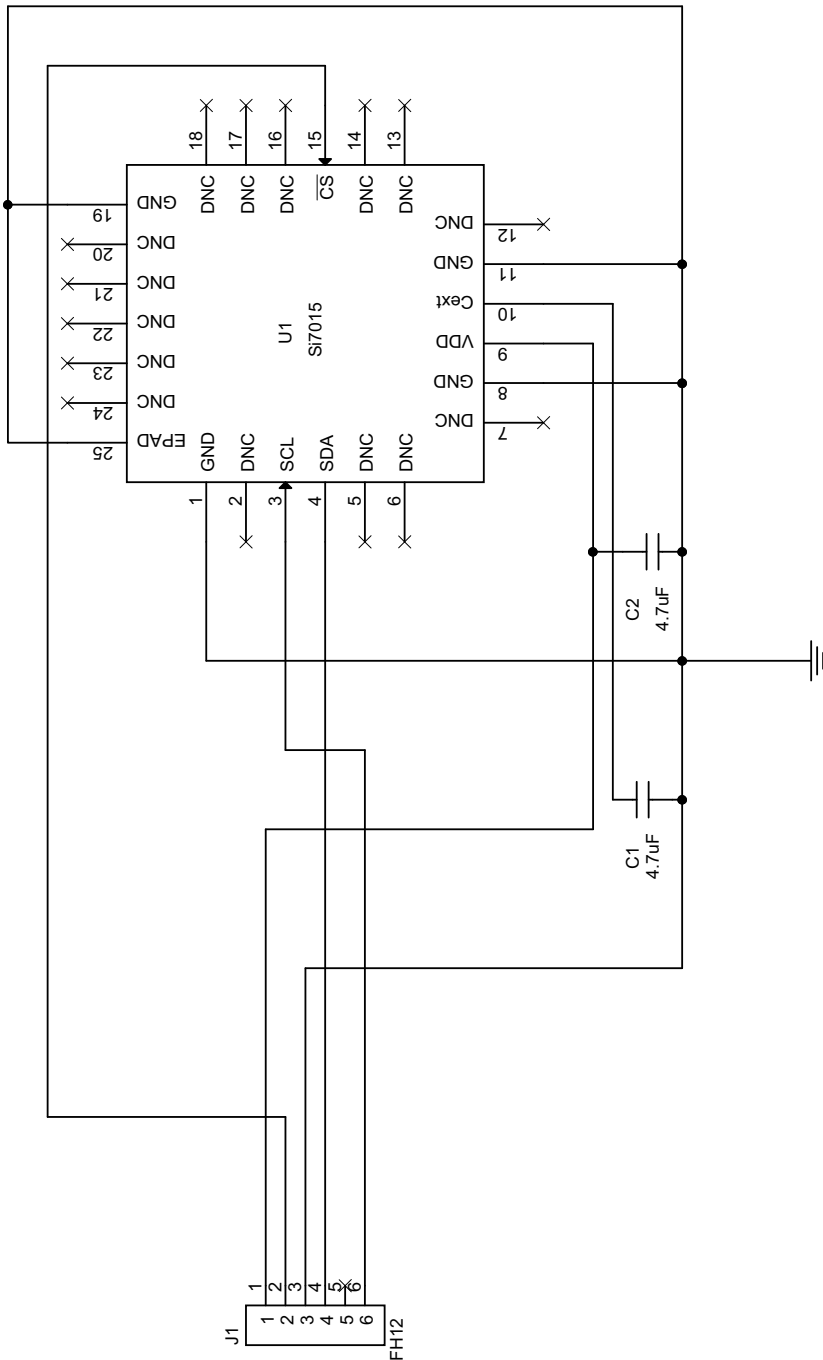 18
17
16
15
14
13
DNC
DNC
DNC
CS
DNC
DNC
19
GND
20
DNC
21
DNC
22
DNC
23
DNC
24
DNC
25
EPAD
DNC
12
GND
11
Cext
10
VDD
9
GND
8
DNC
7
U1
Si7015
GND
DNC
SCL
SDA
DNC
DNC
1
2
3
4
5
6
C2
4.7uF
C1
4.7uF
J1
1
2
3
4
5
6
1
2
3
4
5
6
FH12